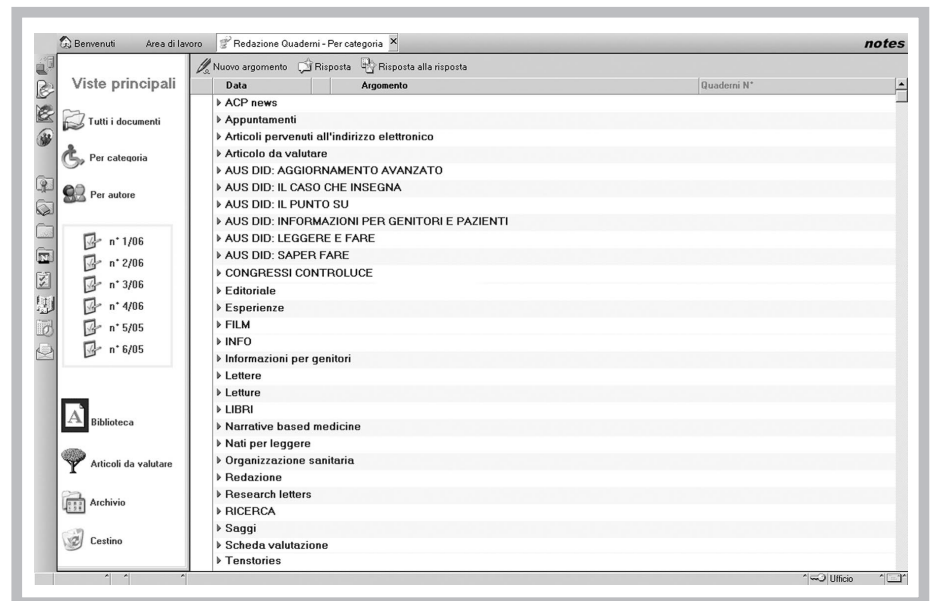 Benvenuti Area di lavoro Redazione Quaderni - Per categoria X notes
Nuovo argomento Risposta Risposta alla risposta
Viste principali
Tutti i documenti
Per categoria
Per autore
n° 1/06
n° 2/06
n° 3/06
n° 4/06
n° 5/05
n° 6/05
A Biblioteca
Articoli da valutare
Archivio
Cestino
Data Argomento Quaderni N°
ACP news
Appuntamenti
Articoli pervenuti all'indirizzo elettronico
Articolo da valutare
AUS DID: AGGIORNAMENTO AVANZATO
AUS DID: IL CASO CHE INSEGNA
AUS DID: IL PUNTO SU
AUS DID: INFORMAZIONI PER GENITORI E PAZIENTI
AUS DID: LEGGERE E FARE
AUS DID: SAPER FARE
CONGRESSI CONTROLUCE
Editoriale
Esperienze
FILM
INFO
Informazioni per genitori
Lettere
Letture
LIBRI
Narrative based medicine
Nati per leggere
Organizzazione sanitaria
Redazione
Research letters
RICERCA
Saggi
Scheda valutazione
Tenstories
Ufficio